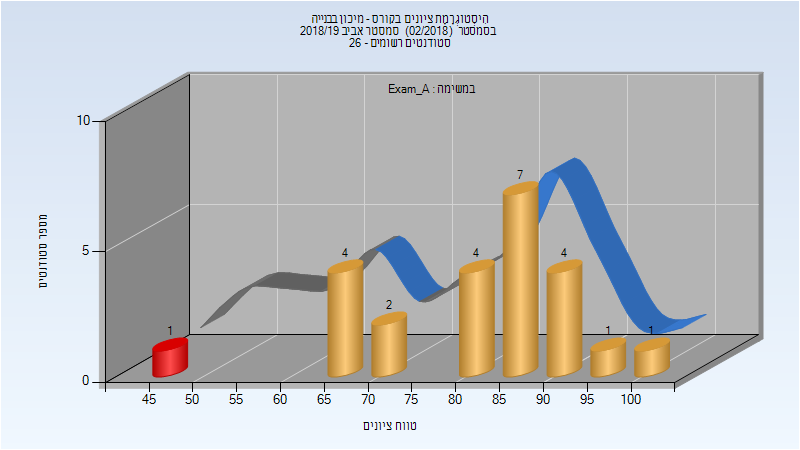 היסטוגרמת ציונים בקורס - מיכון בבנייה
בסמסטר (02/2018) סמסטר אביב 2018/19
סטודנטים רשומים - 26
במשימה : Exam_A
מספר סטודנטים
10
5
0
1
4
2
4
7
4
1
1
45 50 55 60 65 70 75 80 85 90 95 100
טווח ציונים